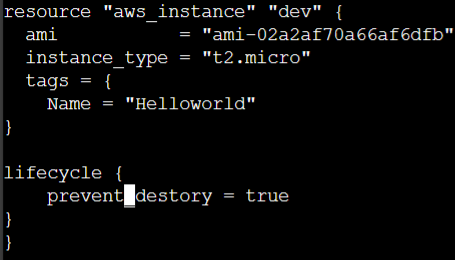 resource "aws_instance" "dev" {
  ami           = "ami-02a2af70a66af6dfb"
  instance_type = "t2.micro"
  tags = {
    Name = "Helloworld"
}

lifecycle {
    prevent_destory = true
}
}